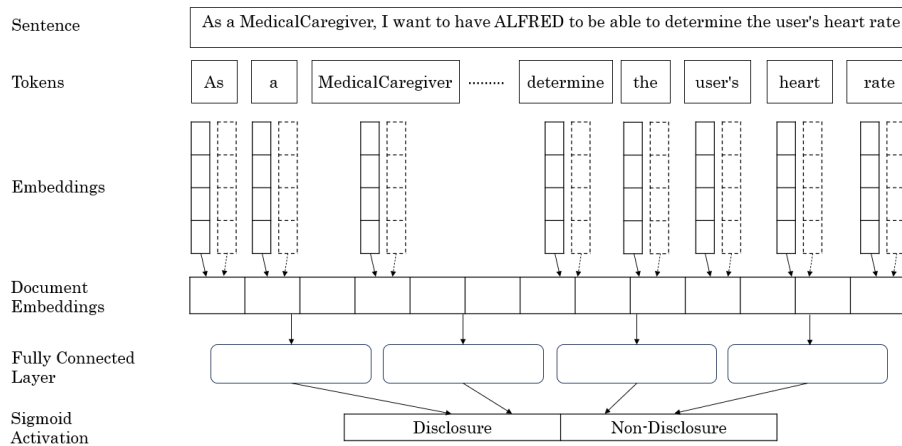 Sentence
As a MedicalCaregiver, I want to have ALFRED to be able to determine the user's heart rate
Tokens
As a MedicalCaregiver ......... determine the user's heart rate
Embeddings
Document
Embeddings
Fully Connected
Layer
Sigmoid
Activation
Disclosure Non-Disclosure